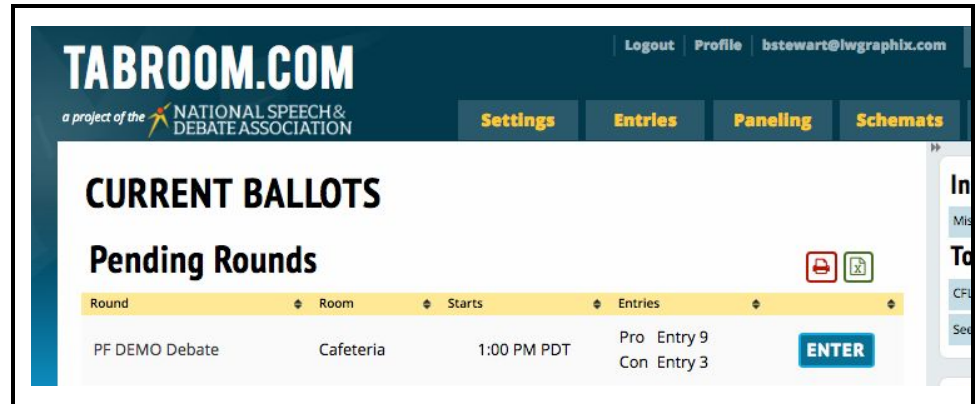 TABROOM.COM
Logout Profile bstewart@lwgraphix.com
a project of the NATIONAL SPEECH &
DEBATE ASSOCIATION
Settings Entries Paneling Schemats
CURRENT BALLOTS
Pending Rounds
Round Room Starts Entries
PF DEMO Debate Cafeteria 1:00 PM PDT Pro Entry 9
Con Entry 3
ENTER